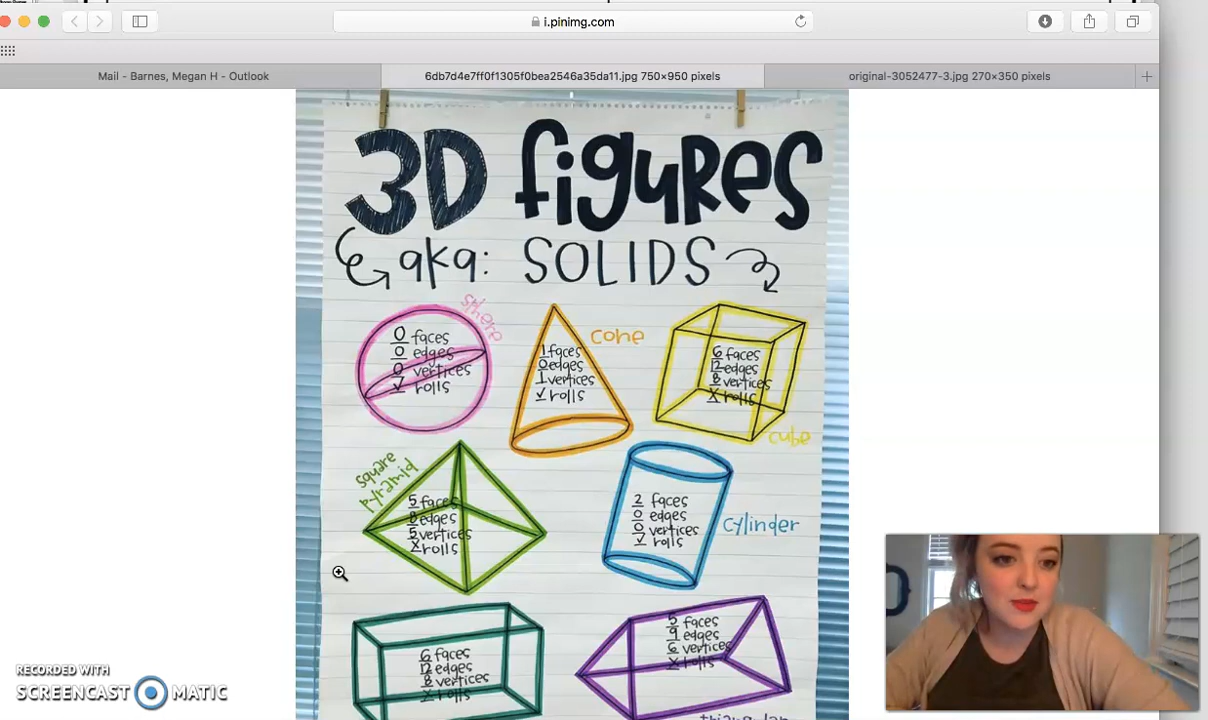 i.pinimg.com
Mail - Barnes, Megan H - Outlook
6db7d4e7ff0f1305f0bea2546a35da11.jpg 750×950 pixels
original-3052477-3.jpg 270×350 pixels
3D figures
aka: SOLIDS
sphere
0 faces
0 edges
0 vertices
✓ rolls
cone
1 faces
0 edges
1 vertices
✓ rolls
6 faces
12 edges
8 vertices
X rolls
cube
square
pyramid
5 faces
8 edges
5 vertices
X rolls
2 faces
0 edges
0 vertices
✓ rolls
cylinder
6 faces
12 edges
8 vertices
X rolls
5 faces
9 edges
6 vertices
X rolls
triangular
RECORDED WITH
SCREENCAST MATIC